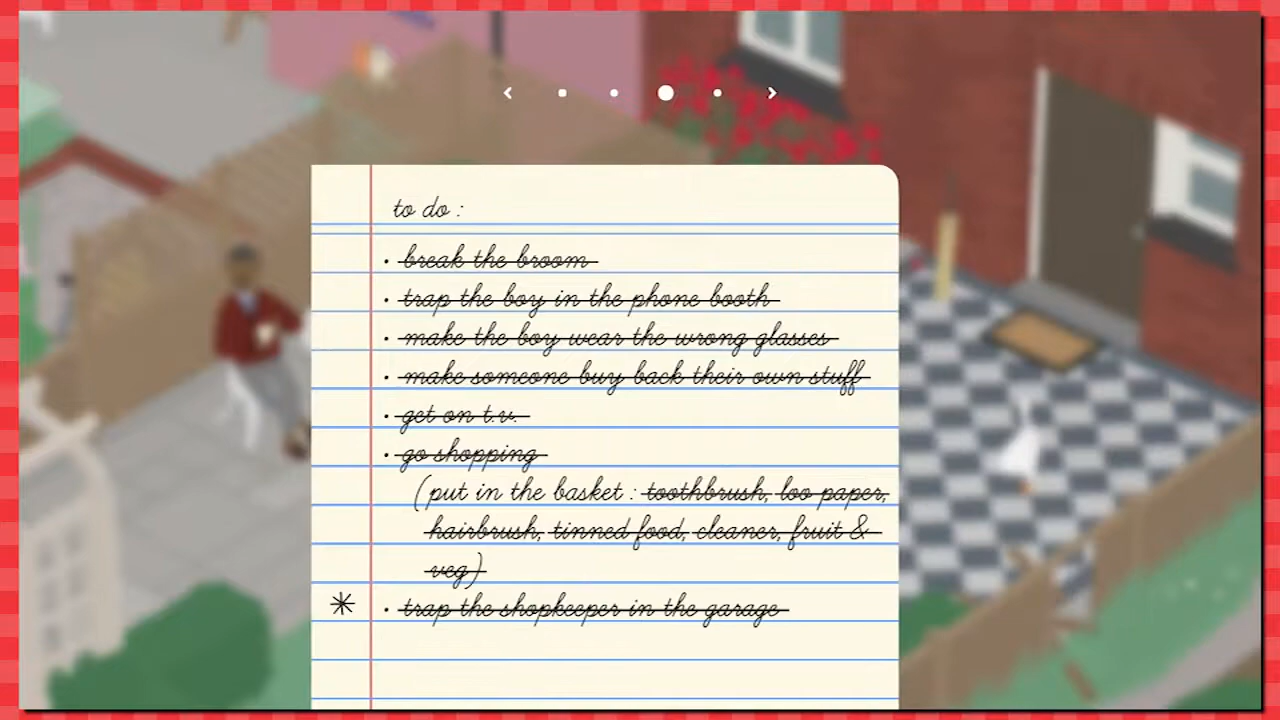 to do :
• break the broom
• trap the boy in the phone booth
• make the boy wear the wrong glasses
• make someone buy back their own stuff
• get on t.v.
• go shopping
(put in the basket : toothbrush, loo paper,
hairbrush, tinned food, cleaner, fruit &
veg)
* • trap the shopkeeper in the garage